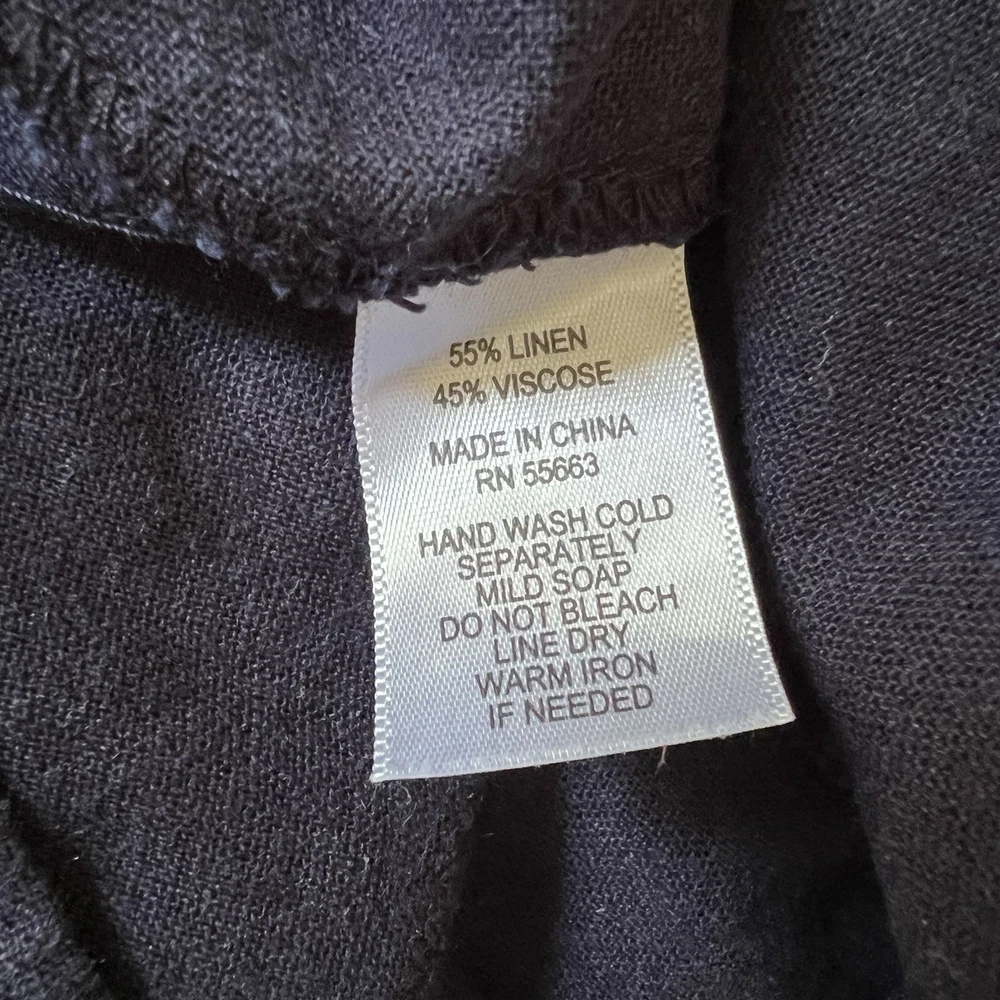 55% LINEN
45% VISCOSE
MADE IN CHINA
RN 55663
HAND WASH COLD
SEPARATELY
MILD SOAP
DO NOT BLEACH
LINE DRY
WARM IRON
IF NEEDED